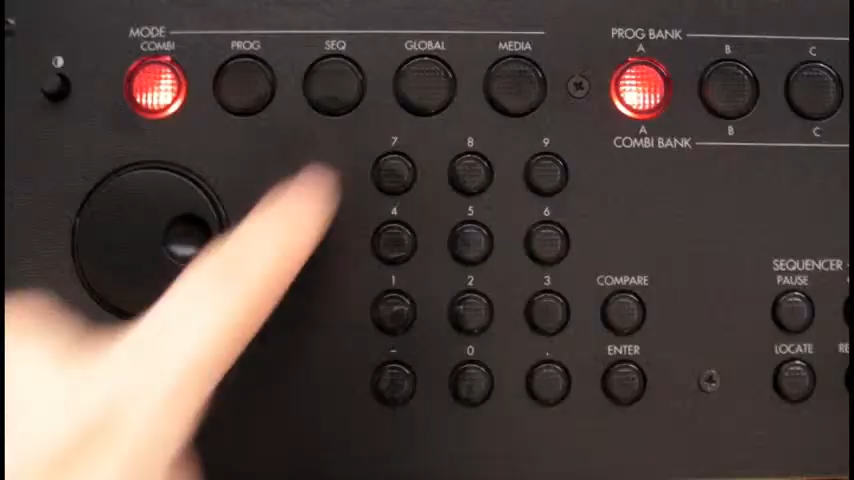 MODE
COMBI PROG SEQ GLOBAL MEDIA
PROG BANK
A B C
A B C
COMBI BANK
7 8 9
4 5 6
1 2 3 COMPARE
- 0 . ENTER
SEQUENCER
PAUSE
LOCATE